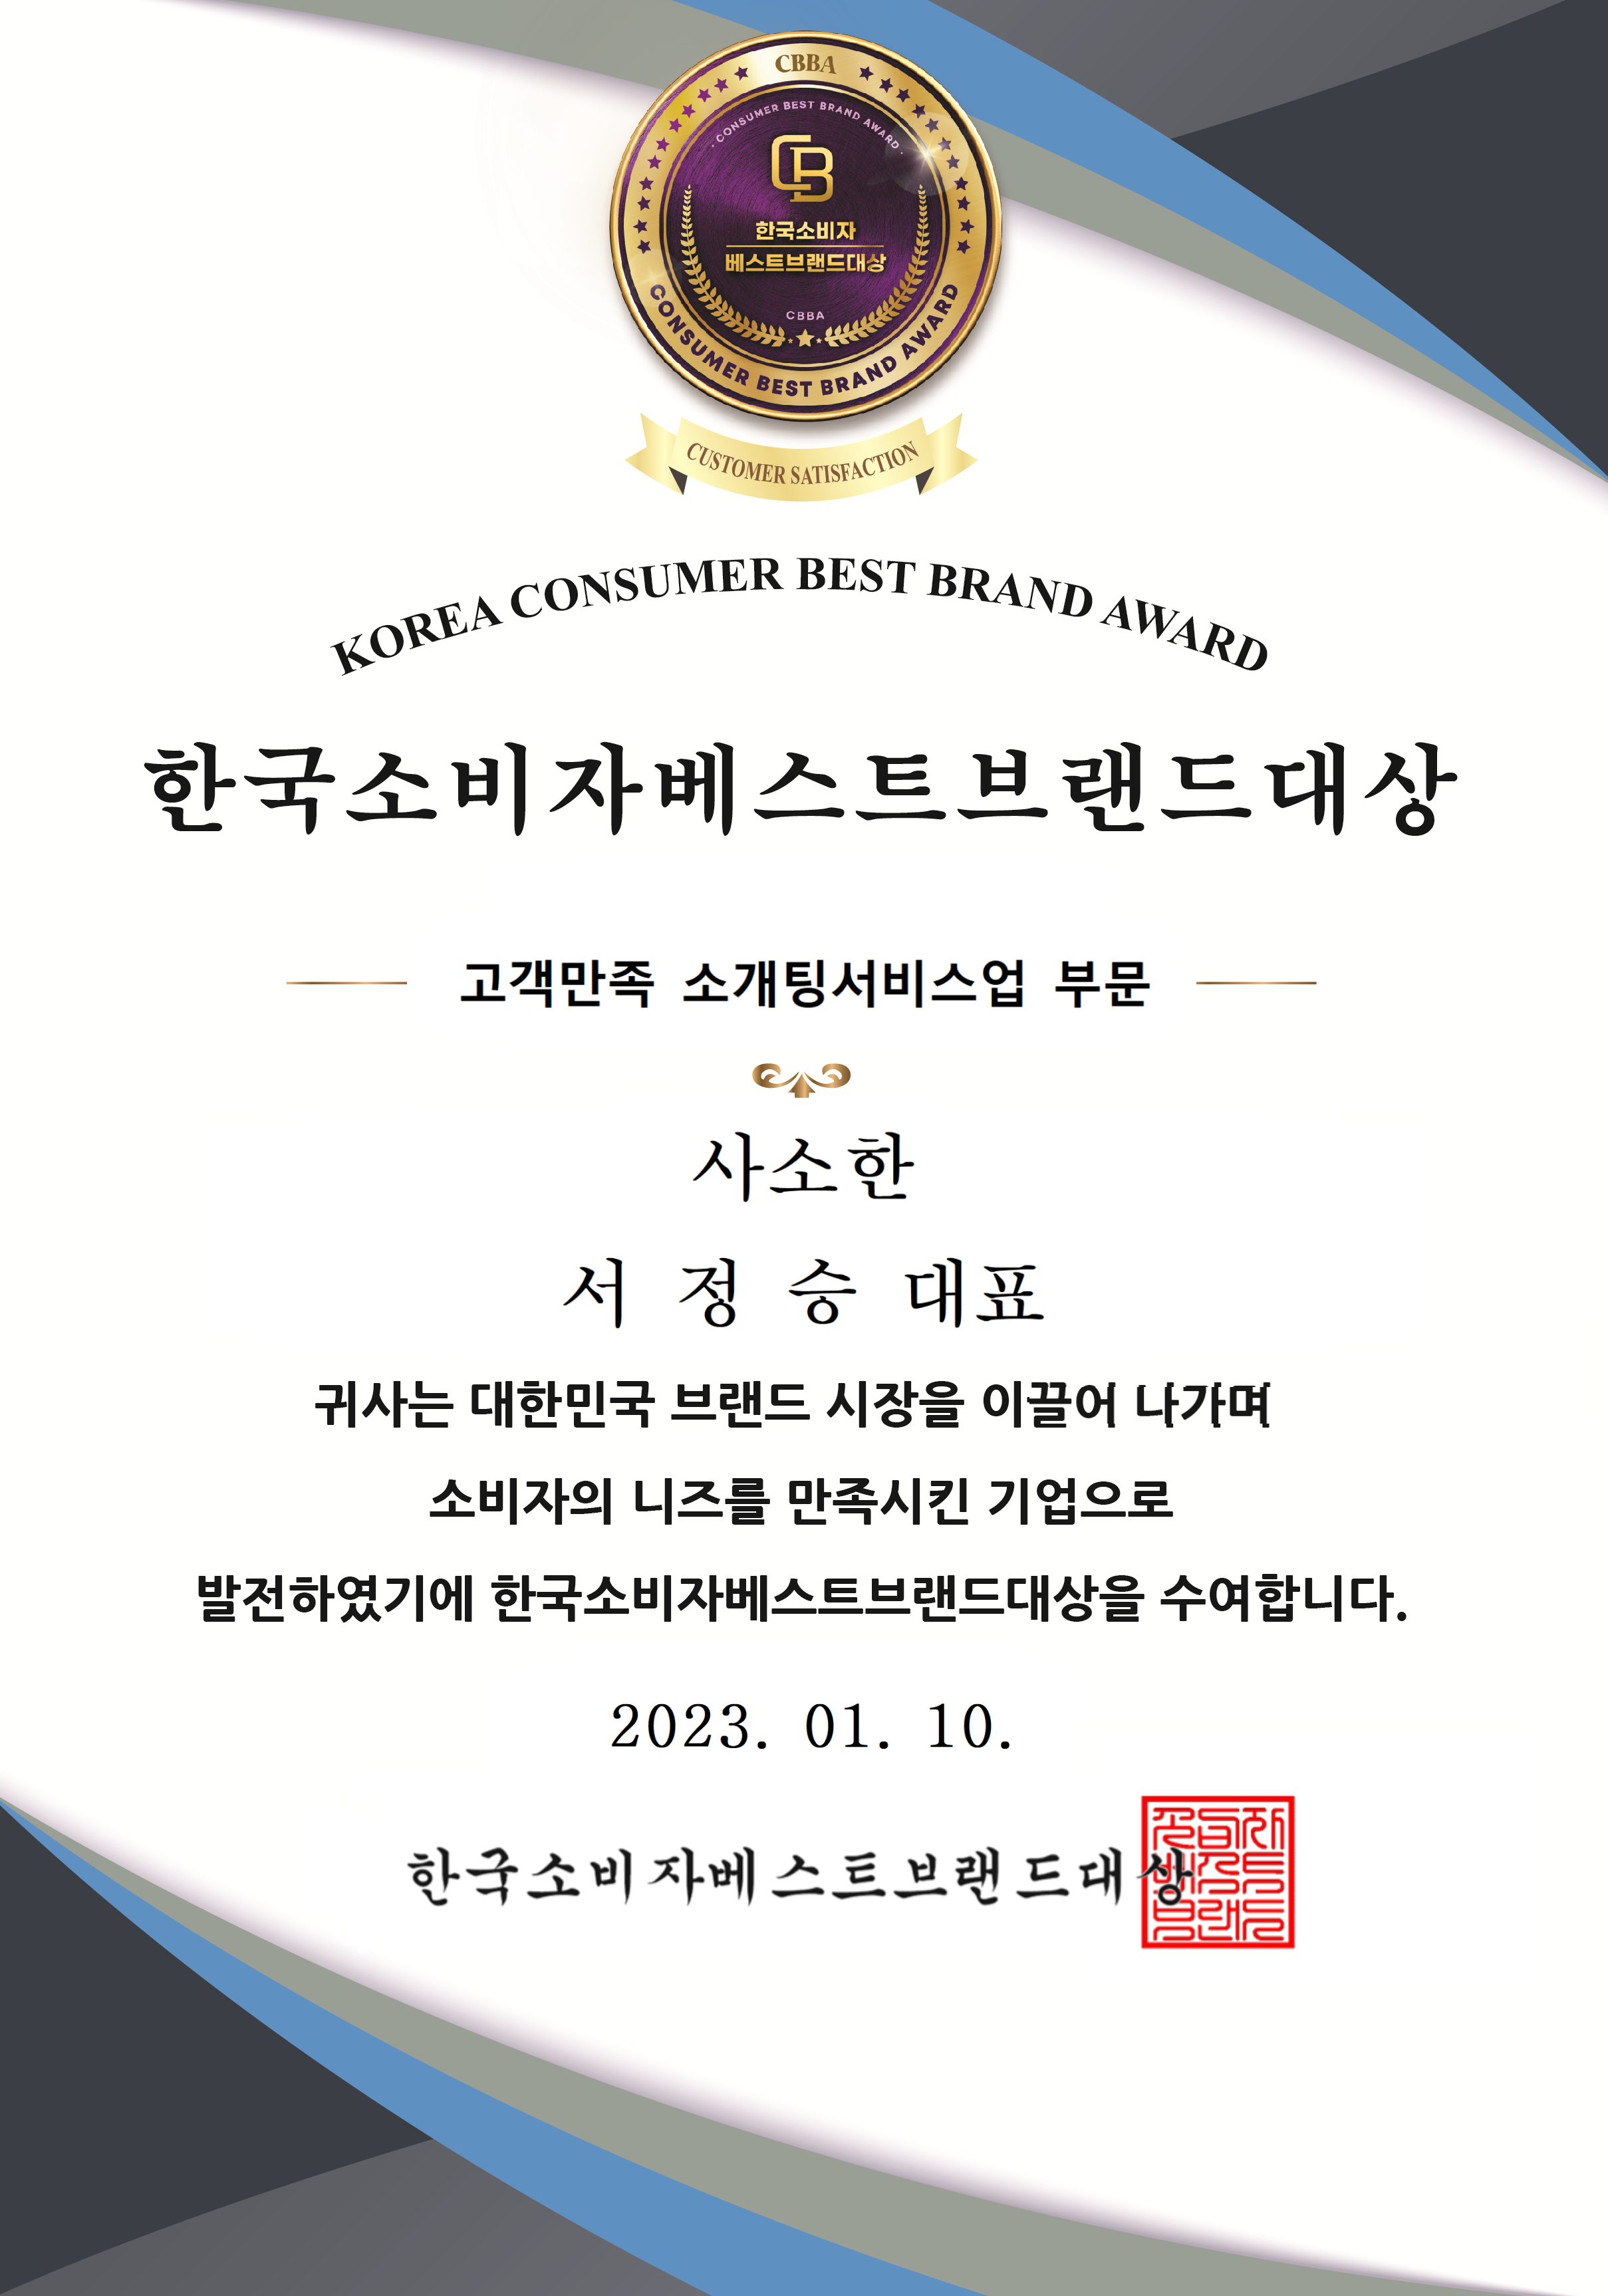 CBBA
· CONSUMER BEST BRAND AWARD ·
CB
한국소비자
베스트브랜드대상
CBBA
CONSUMER BEST BRAND AWARD
CUSTOMER SATISFACTION
KOREA CONSUMER BEST BRAND AWARD
한국소비자베스트브랜드대상
고객만족 소개팅서비스업 부문
사소한
서 정 승 대표
귀사는 대한민국 브랜드 시장을 이끌어 나가며
소비자의 니즈를 만족시킨 기업으로
발전하였기에 한국소비자베스트브랜드대상을 수여합니다.
2023. 01. 10.
한국소비자베스트브랜드대상